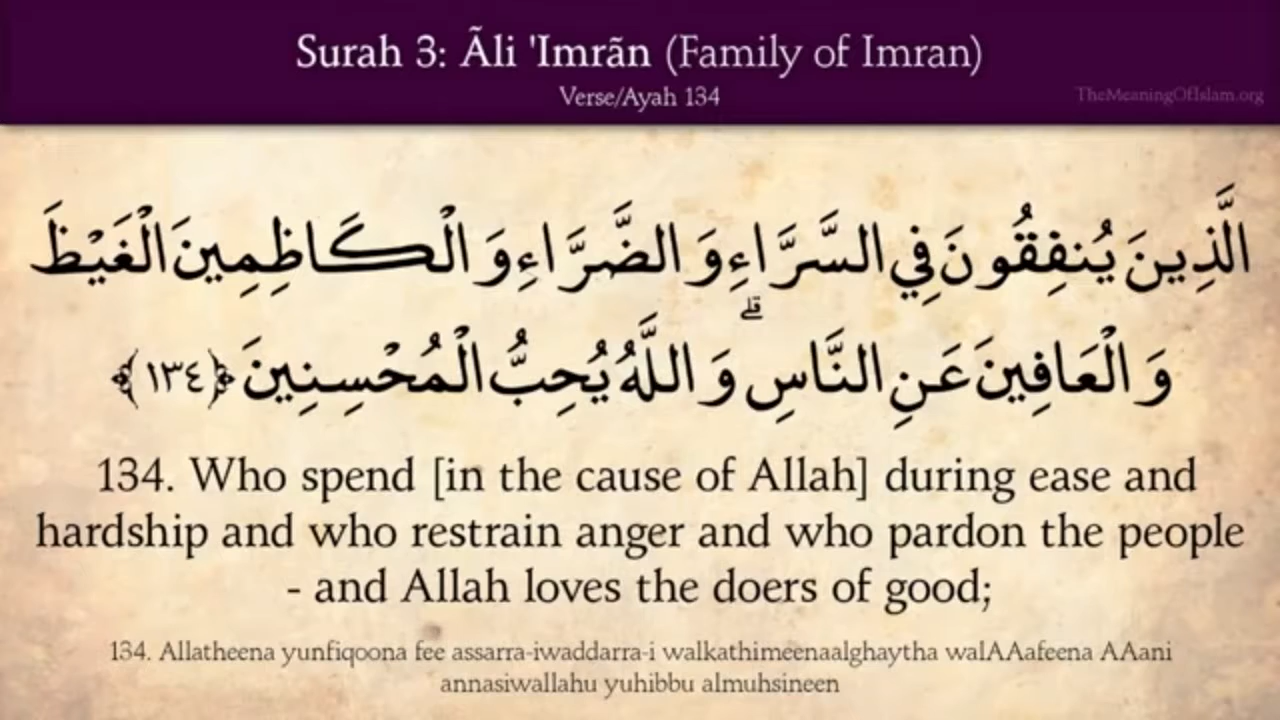 Surah 3: Ãli 'Imrãn (Family of Imran)
Verse/Ayah 134
TheMeaningOfIslam.org
الَّذِينَ يُنفِقُونَ فِي السَّرَّاءِ وَالضَّرَّاءِ وَالْكَاظِمِينَ الْغَيْظَ
وَالْعَافِينَ عَنِ النَّاسِ ۗ وَاللَّهُ يُحِبُّ الْمُحْسِنِينَ ﴿١٣٤﴾
134. Who spend [in the cause of Allah] during ease and
hardship and who restrain anger and who pardon the people
- and Allah loves the doers of good;
134. Allatheena yunfiqoona fee assarra-iwaddarra-i walkathimeenaalghaytha walAAafeena AAani
annasiwallahu yuhibbu almuhsineen